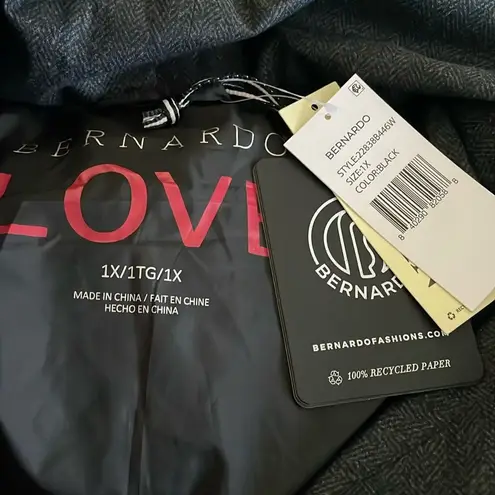 BERNARDO
LOVE
1X/1TG/1X
MADE IN CHINA / FAIT EN CHINE
HECHO EN CHINA
BERNARDO
STYLE:22838B446W
SIZE:1X
COLOR:BLACK
BERNARDO
BERNARDOFASHIONS.COM
100% RECYCLED PAPER